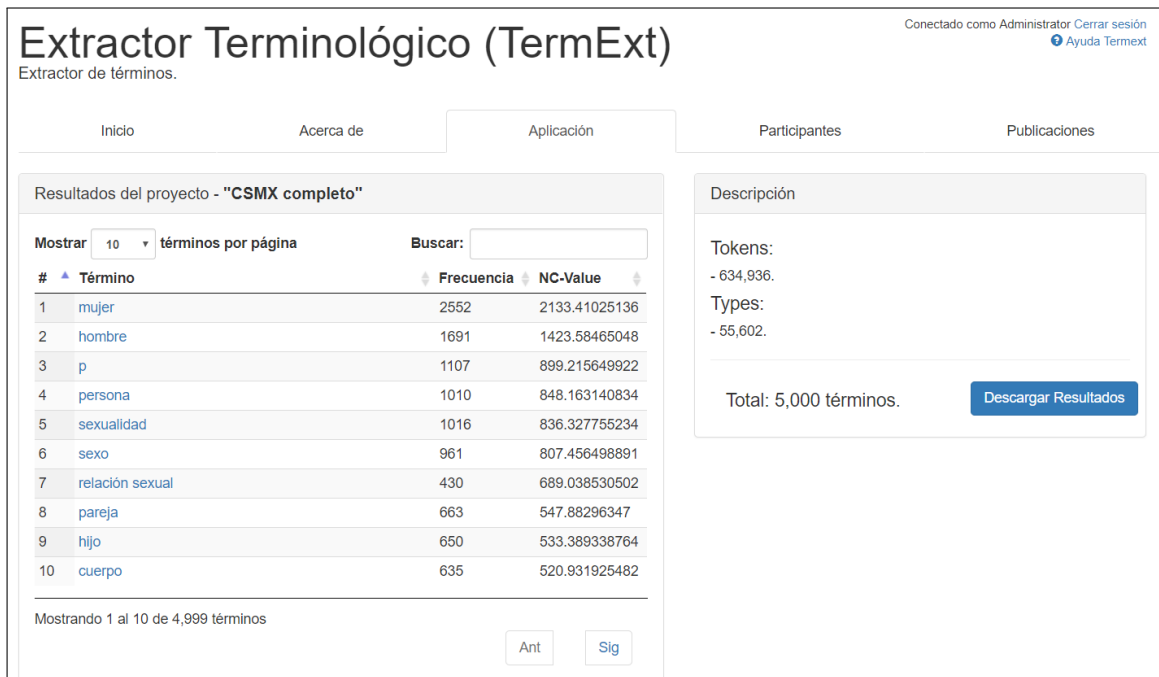 Extractor Terminológico (TermExt)
Extractor de términos.
Conectado como Administrator Cerrar sesión
Ayuda Termext
Inicio Acerca de Aplicación Participantes Publicaciones
Resultados del proyecto - "CSMX completo"
Mostrar 10 términos por página Buscar:
# Término Frecuencia NC-Value
1 mujer 2552 2133.41025136
2 hombre 1691 1423.58465048
3 p 1107 899.215649922
4 persona 1010 848.163140834
5 sexualidad 1016 836.327755234
6 sexo 961 807.456498891
7 relación sexual 430 689.038530502
8 pareja 663 547.88296347
9 hijo 650 533.389338764
10 cuerpo 635 520.931925482
Mostrando 1 al 10 de 4,999 términos
Ant Sig
Descripción
Tokens:
- 634,936.
Types:
- 55,602.
Total: 5,000 términos. Descargar Resultados